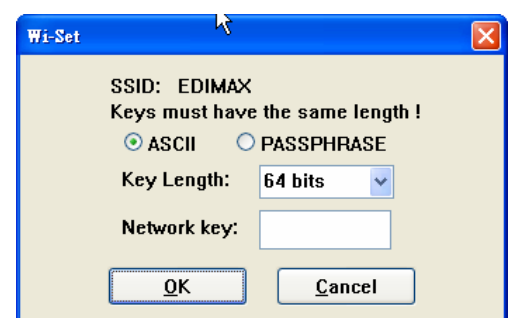 Wi-Set
SSID: EDIMAX
Keys must have the same length !
ASCII PASSPHRASE
Key Length: 64 bits
Network key:
OK Cancel